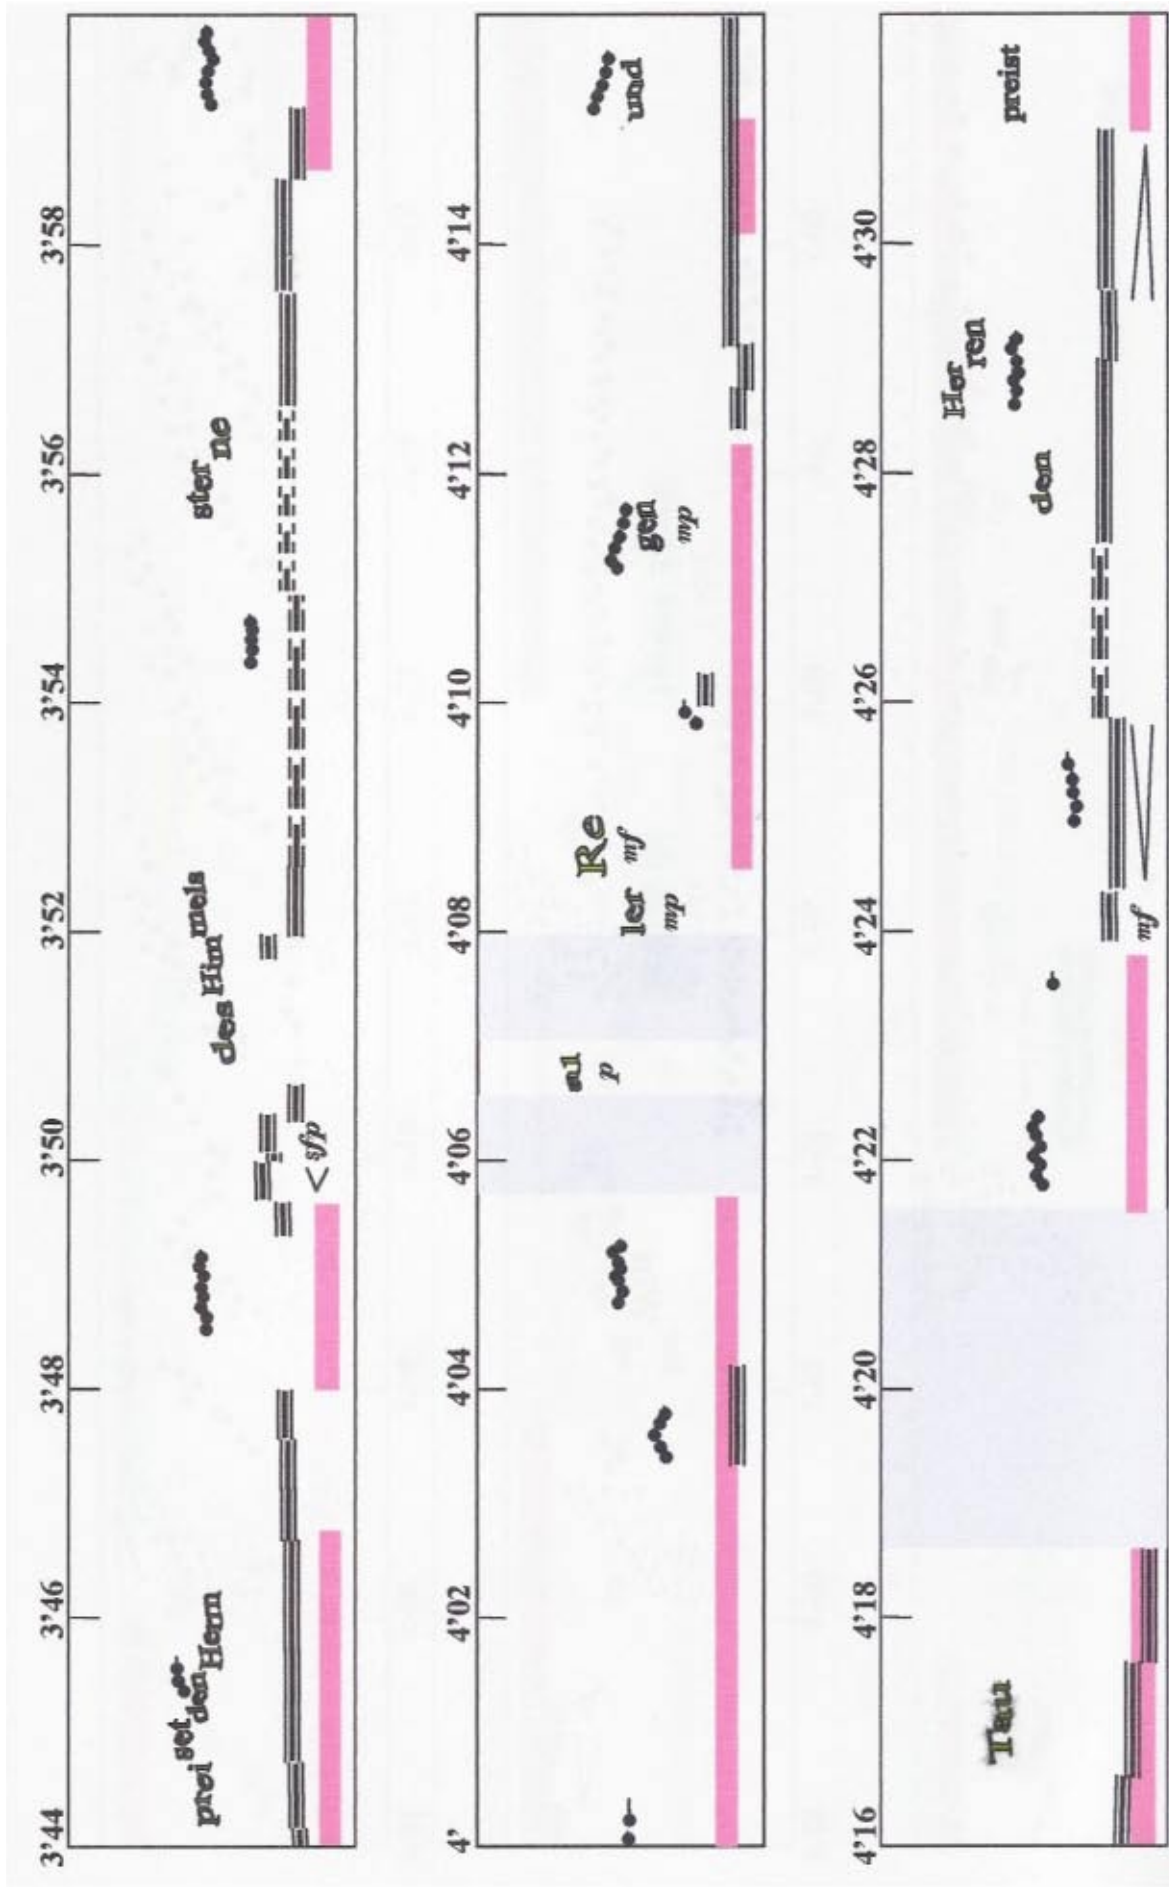 3'44 3'46 3'48 3'50 3'52 3'54 3'56 3'58
prei set den Herrn des Him mels ster ne
sfp
4' 4'02 4'04 4'06 4'08 4'10 4'12 4'14
al ler Re gen und
p mp mf mp
4'16 4'18 4'20 4'22 4'24 4'26 4'28 4'30
Tau den Her ren preist
mf